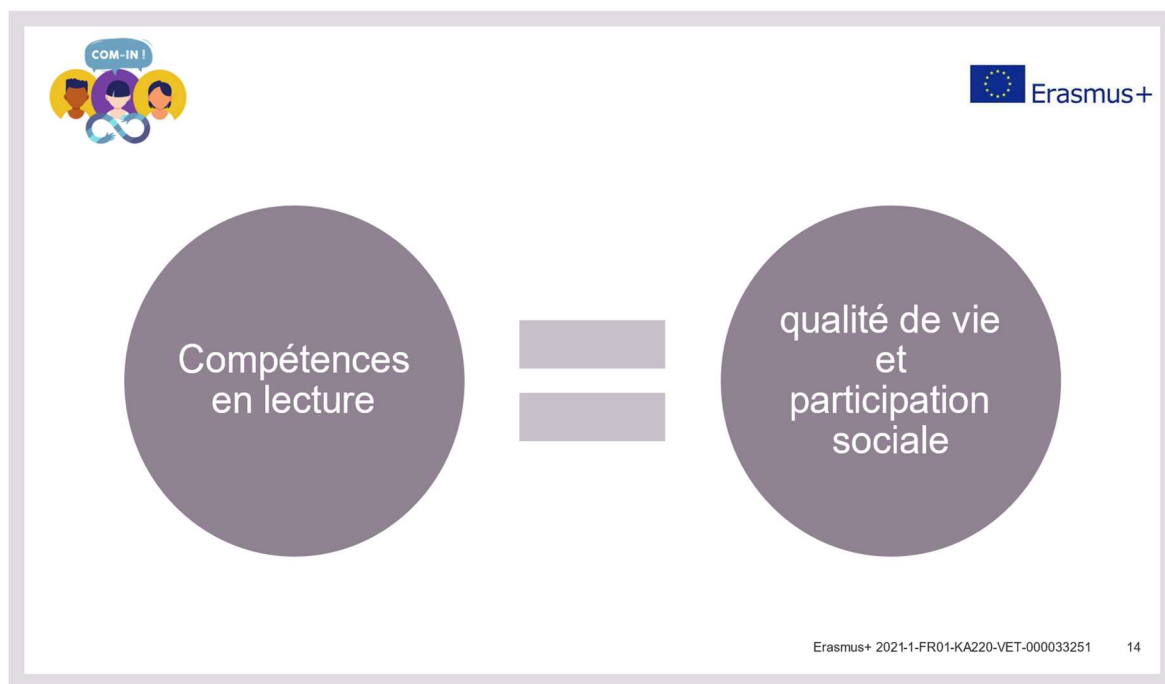 COM-IN !
Erasmus+
Compétences
en lecture
qualité de vie
et
participation
sociale
Erasmus+ 2021-1-FR01-KA220-VET-000033251 14